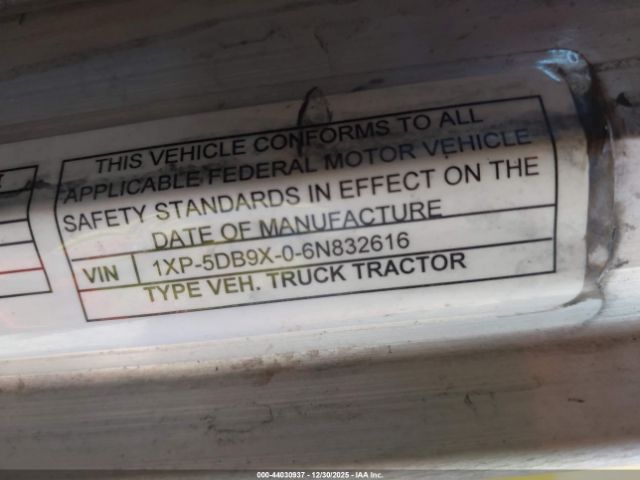 THIS VEHICLE CONFORMS TO ALL
APPLICABLE FEDERAL MOTOR VEHICLE
SAFETY STANDARDS IN EFFECT ON THE
DATE OF MANUFACTURE
VIN 1XP-5DB9X-0-6N832616
TYPE VEH. TRUCK TRACTOR
000-44030937 - 12/30/2025 - IAA Inc.